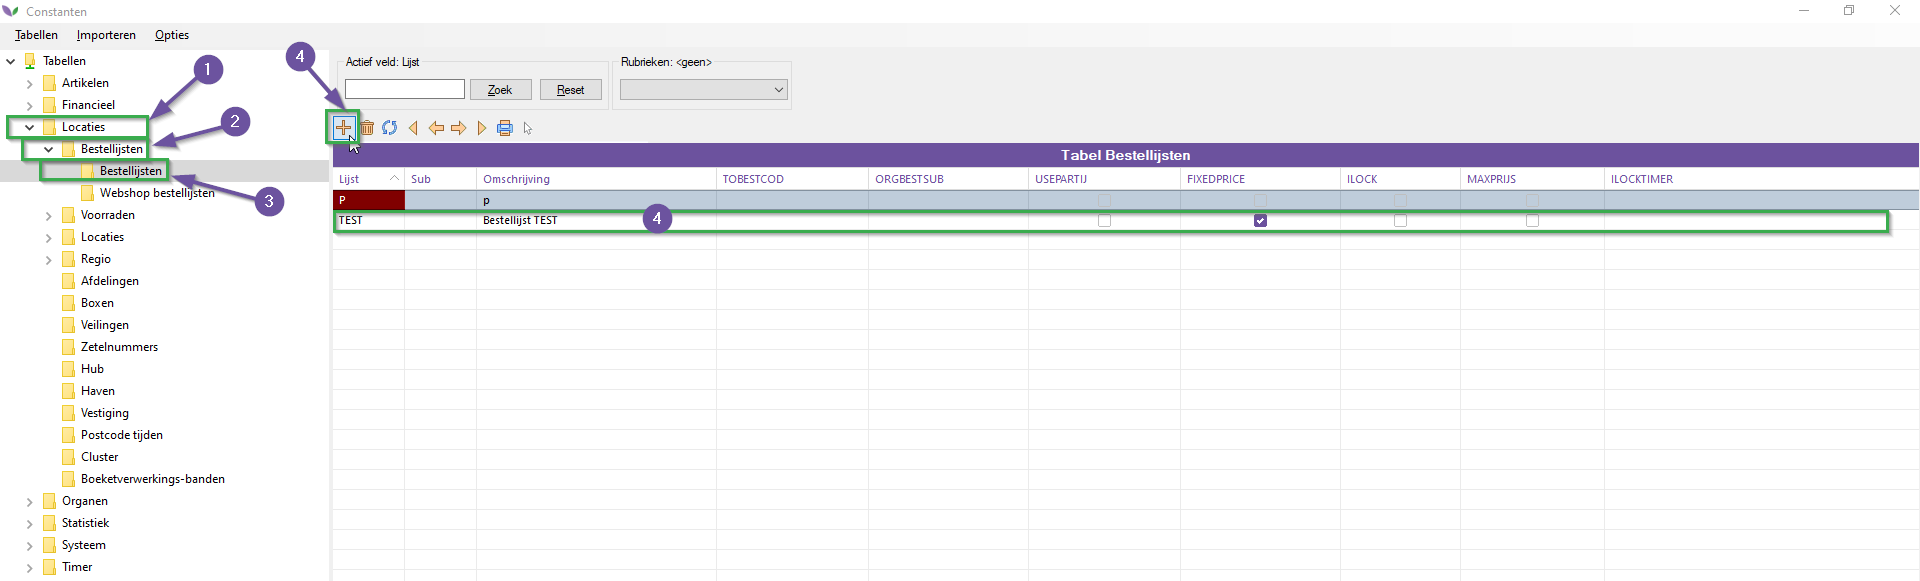 Constanten
Tabellen Importeren Opties
Tabellen
Artikelen
Financieel
Locaties
Bestellijsten
Bestellijsten
Webshop bestellijsten
Voorraden
Locaties
Regio
Afdelingen
Boxen
Veilingen
Zetelnummers
Hub
Haven
Vestiging
Postcode tijden
Cluster
Boeketverwerkings-banden
Organen
Statistiek
Systeem
Timer
1
2
3
4
Actief veld: Lijst
Zoek Reset
Rubrieken: <geen>
Tabel Bestellijsten
Lijst Sub Omschrijving TOBESTCOD ORGBESTSUB USEPARTIJ FIXEDPRICE ILOCK MAXPRIJS ILOCKTIMER
P p
TEST Bestellijst TEST 4